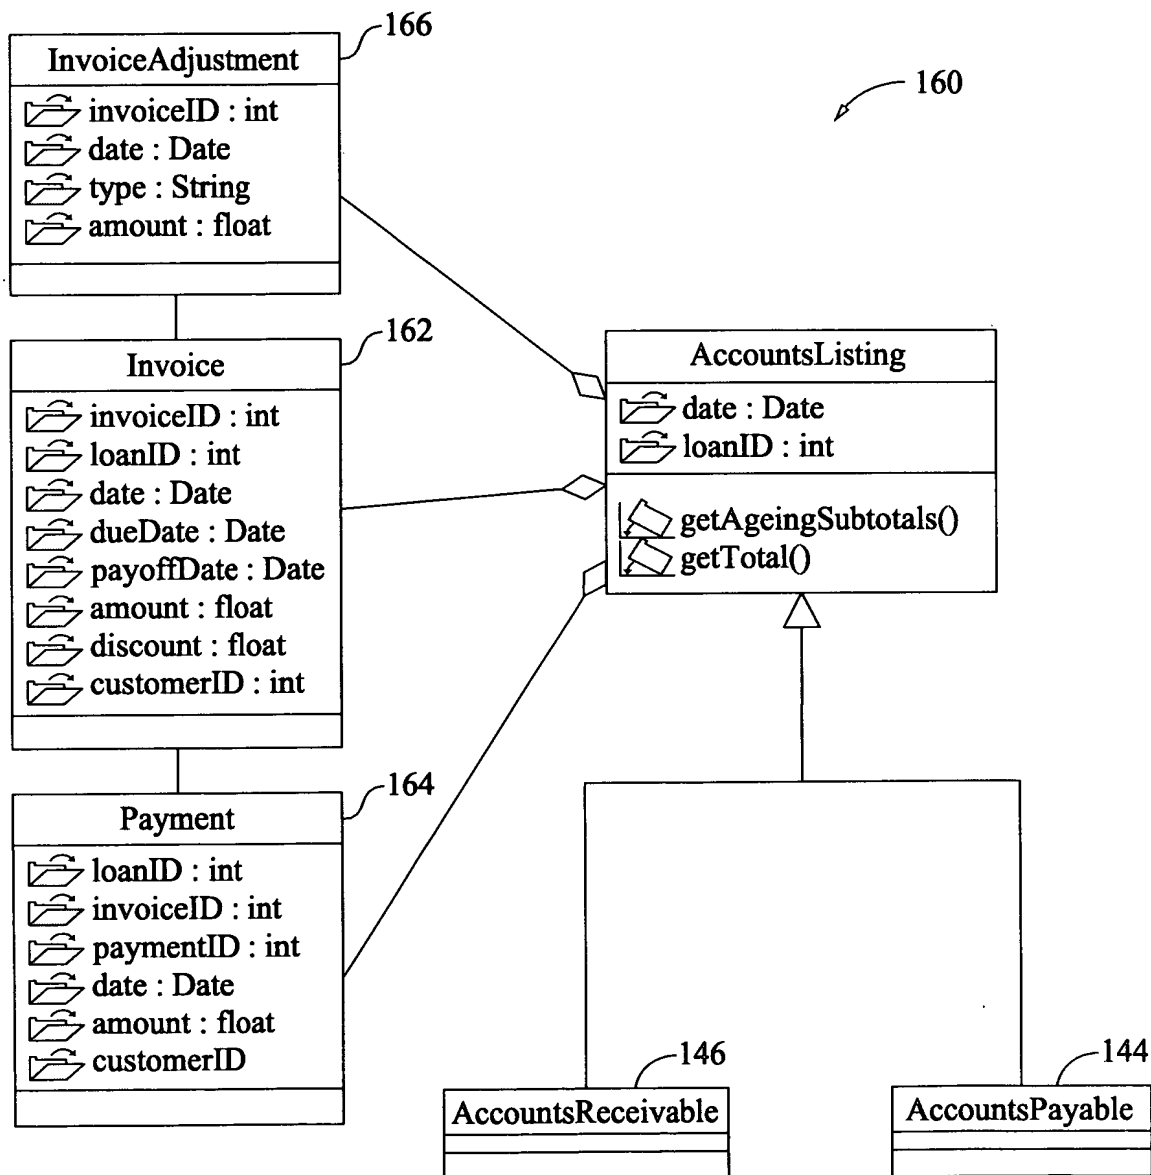 166
InvoiceAdjustment
invoiceID : int
date : Date
type : String
amount : float
160
162
Invoice
invoiceID : int
loanID : int
date : Date
dueDate : Date
payoffDate : Date
amount : float
discount : float
customerID : int
AccountsListing
date : Date
loanID : int
getAgeingSubtotals()
getTotal()
164
Payment
loanID : int
invoiceID : int
paymentID : int
date : Date
amount : float
customerID
146
AccountsReceivable
144
AccountsPayable